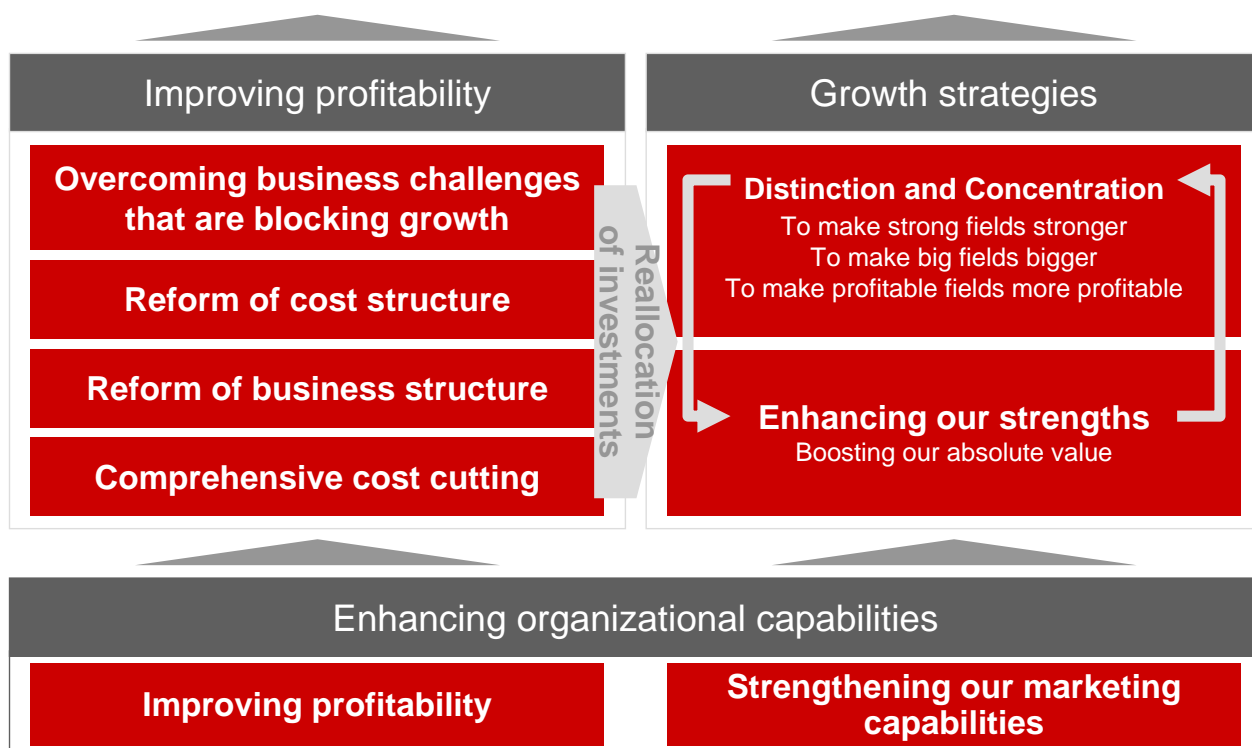 Improving profitability
Overcoming business challenges
that are blocking growth
Reform of cost structure
Reform of business structure
Comprehensive cost cutting
Reallocation
of investments
Growth strategies
Distinction and Concentration
To make strong fields stronger
To make big fields bigger
To make profitable fields more profitable
Enhancing our strengths
Boosting our absolute value
Enhancing organizational capabilities
Improving profitability
Strengthening our marketing
capabilities